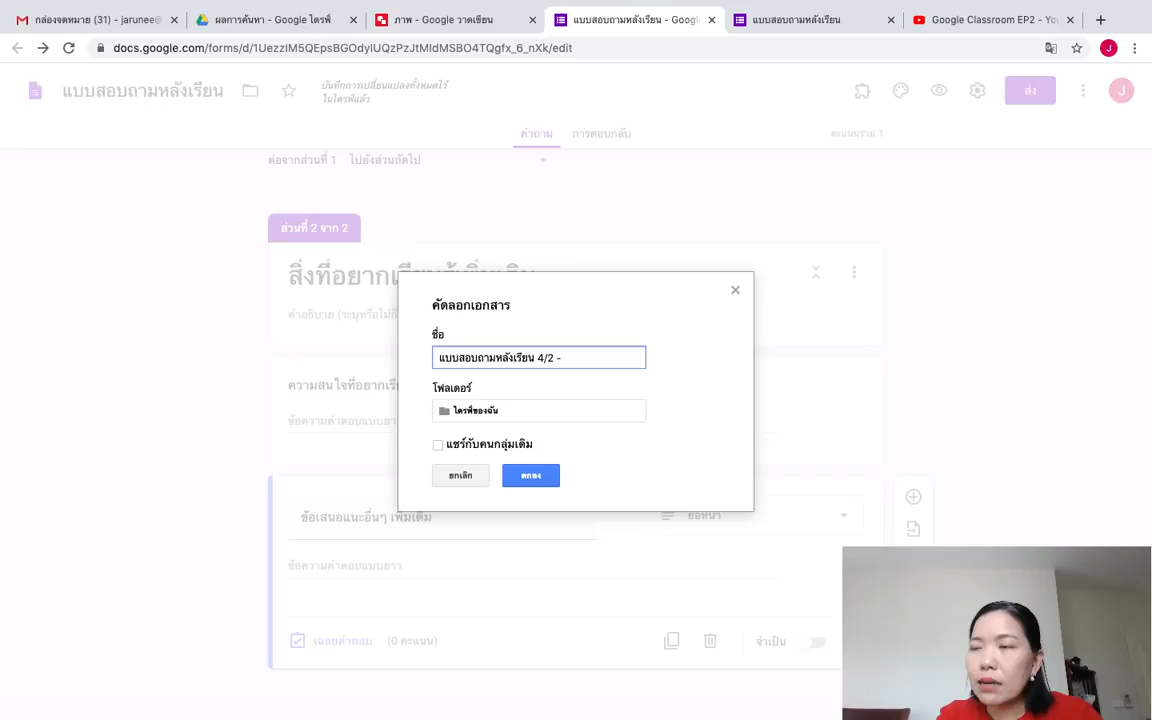 กล่องจดหมาย (31) - jarunee@
ผลการค้นหา - Google ไดรฟ์
ภาพ - Google วาดเขียน
แบบสอบถามหลังเรียน - Goog
แบบสอบถามหลังเรียน
Google Classroom EP2 - Yo
docs.google.com/forms/d/1UezzIM5QEpsBGOdylUQzPzJtMIdMSBO4TQgfx_6_nXk/edit
J
แบบสอบถามหลังเรียน
บันทึกการเปลี่ยนแปลงทั้งหมดไว้
ในไดรฟ์แล้ว
ส่ง
J
คำถาม
การตอบกลับ
คะแนนรวม 1
ต่อจากส่วนที่ 1 ไปยังส่วนถัดไป
ส่วนที่ 2 จาก 2
คำอธิบาย (ระบุหรือไม่ก็
คัดลอกเอกสาร
ชื่อ
แบบสอบถามหลังเรียน 4/2 -
โฟลเดอร์
ไดรฟ์ของฉัน
แชร์กับคนกลุ่มเดิม
ยกเลิก
ตกลง
ความสนใจที่อยากเรี
ข้อความคำตอบแบบยา
ข้อเสนอแนะอื่นๆ เพิ่มเติม
ย่อหน้า
ข้อความคำตอบแบบยาว
เฉลยคำตอบ
(0 คะแนน)
จำเป็น